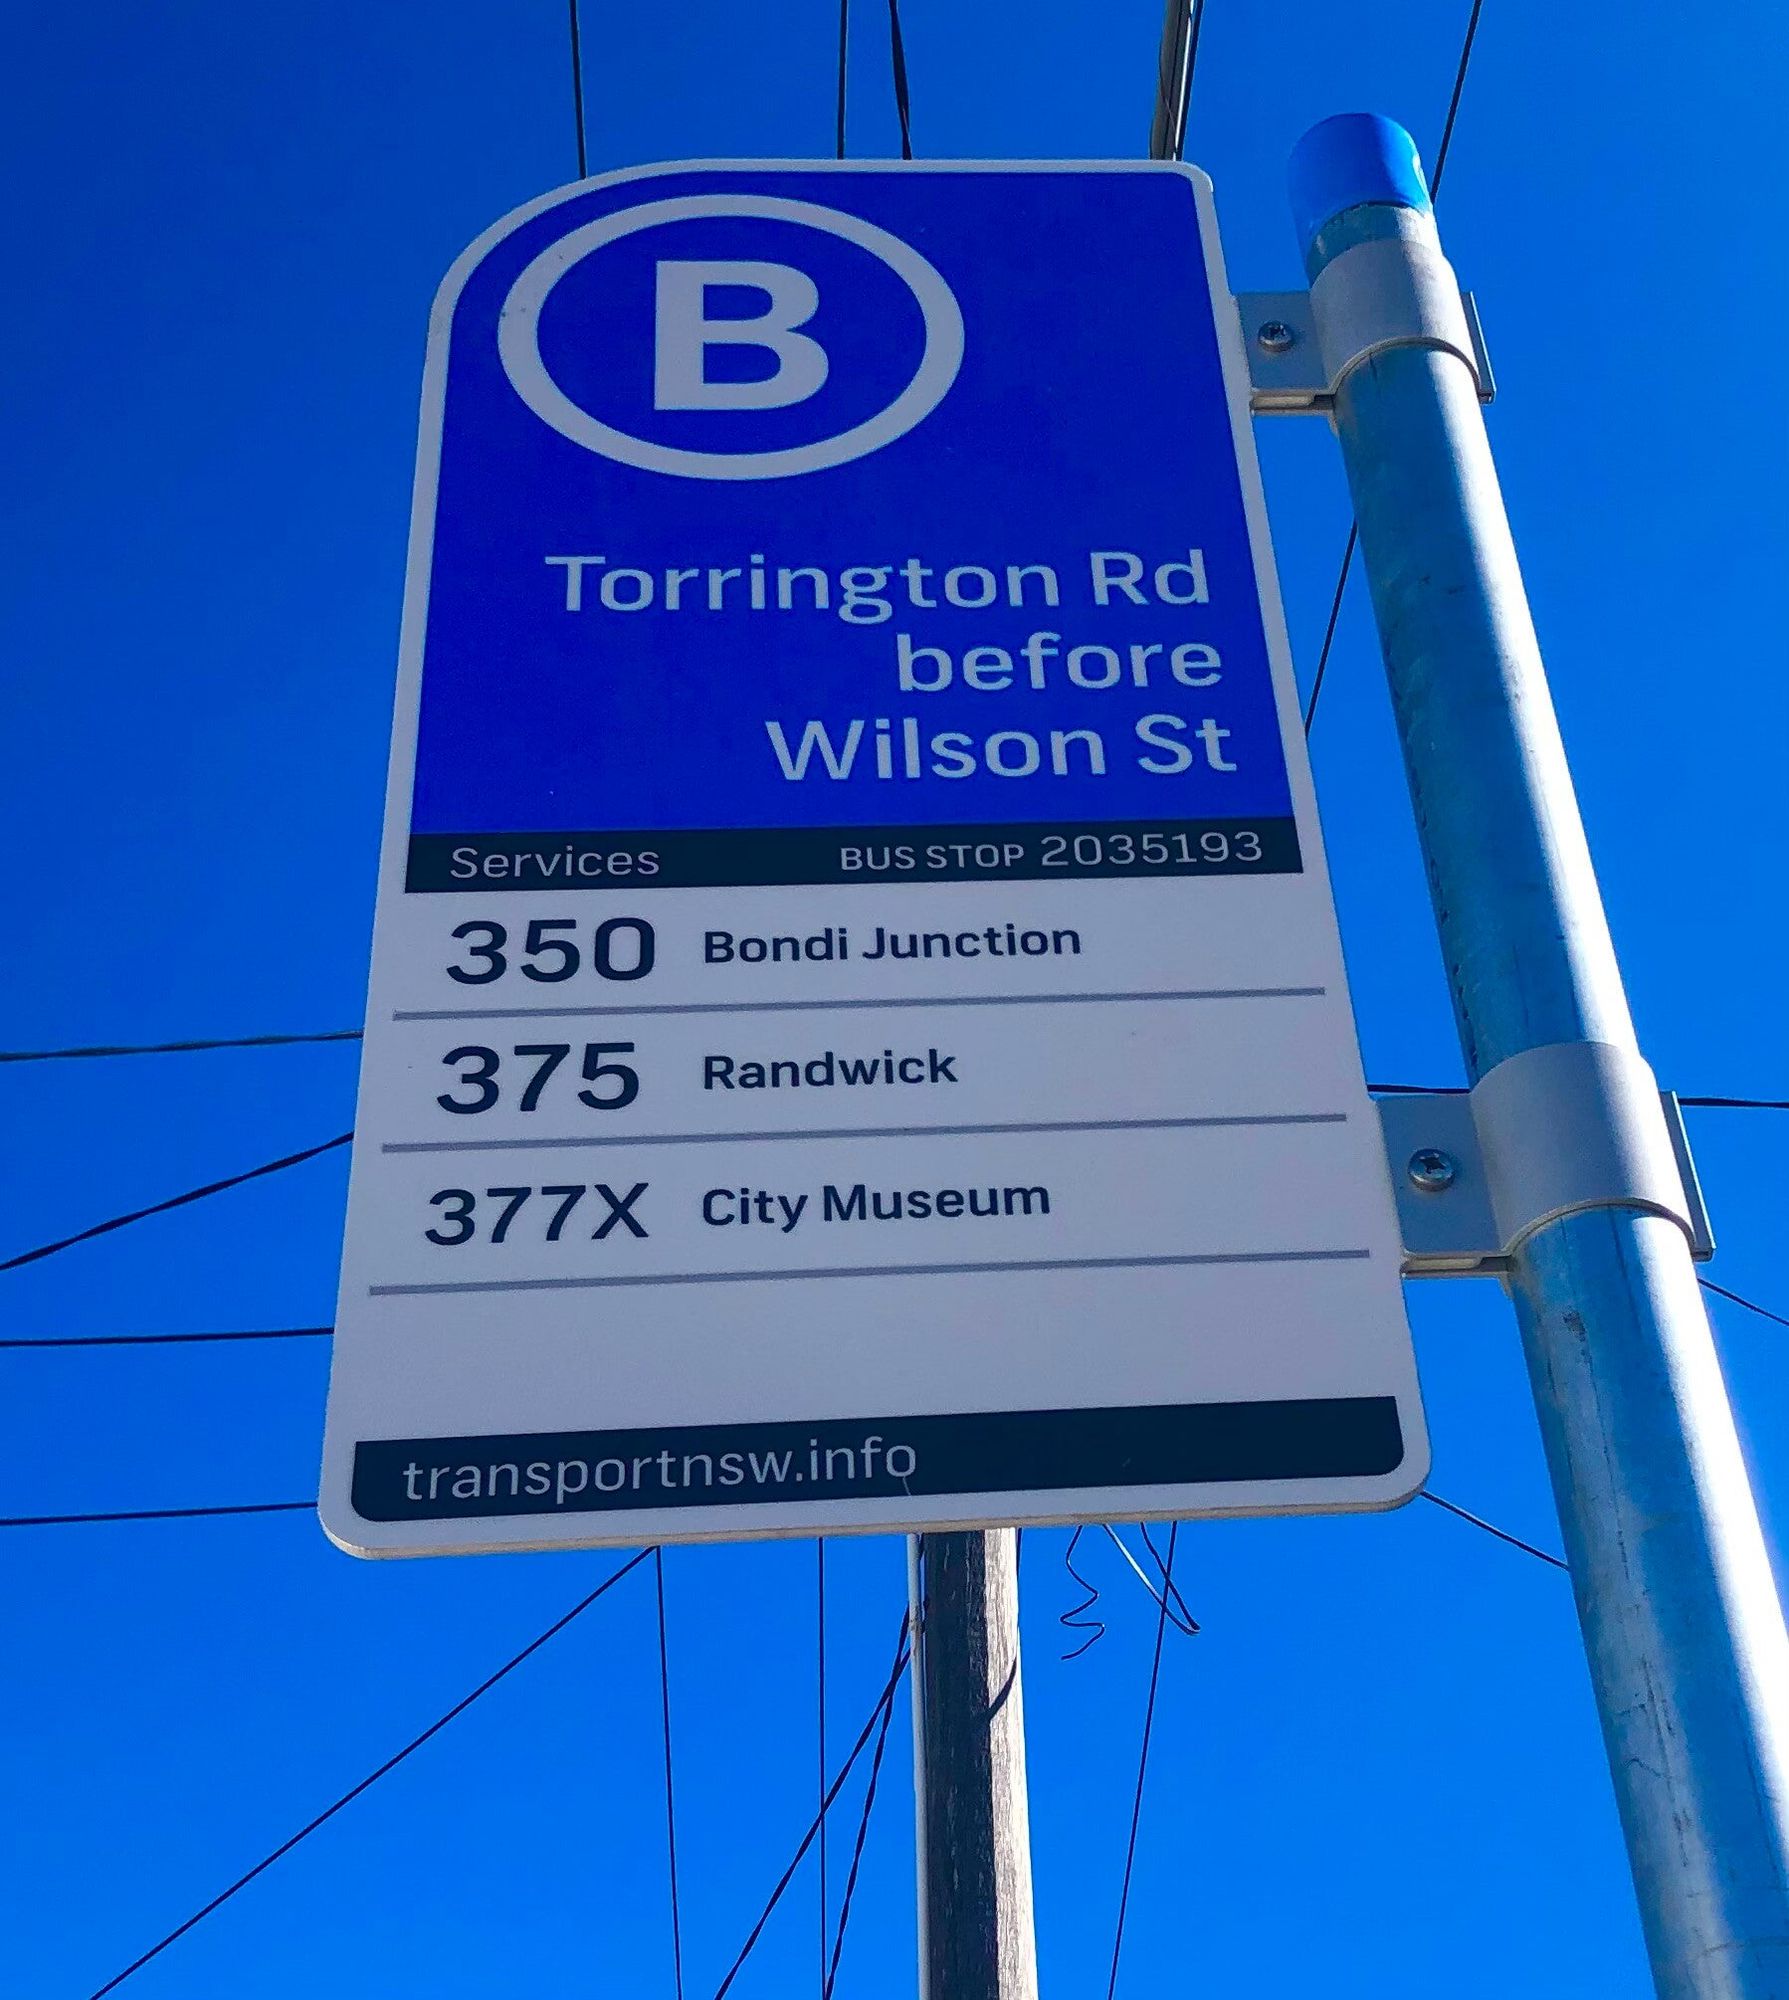 B
Torrington Rd
before
Wilson St
Services BUS STOP 2035193
350 Bondi Junction
375 Randwick
377X City Museum
transportnsw.info